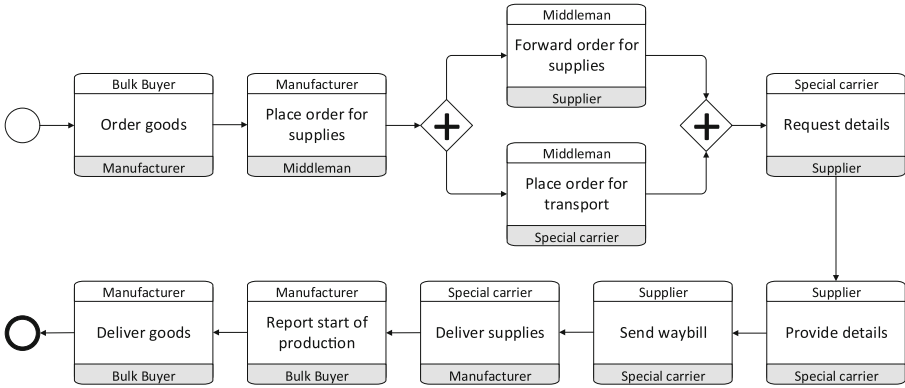 Bulk Buyer
Order goods
Manufacturer
Manufacturer
Place order for
supplies
Middleman
Middleman
Forward order for
supplies
Supplier
Middleman
Place order for
transport
Special carrier
Special carrier
Request details
Supplier
Supplier
Provide details
Special carrier
Supplier
Send waybill
Special carrier
Special carrier
Deliver supplies
Manufacturer
Manufacturer
Report start of
production
Bulk Buyer
Manufacturer
Deliver goods
Bulk Buyer